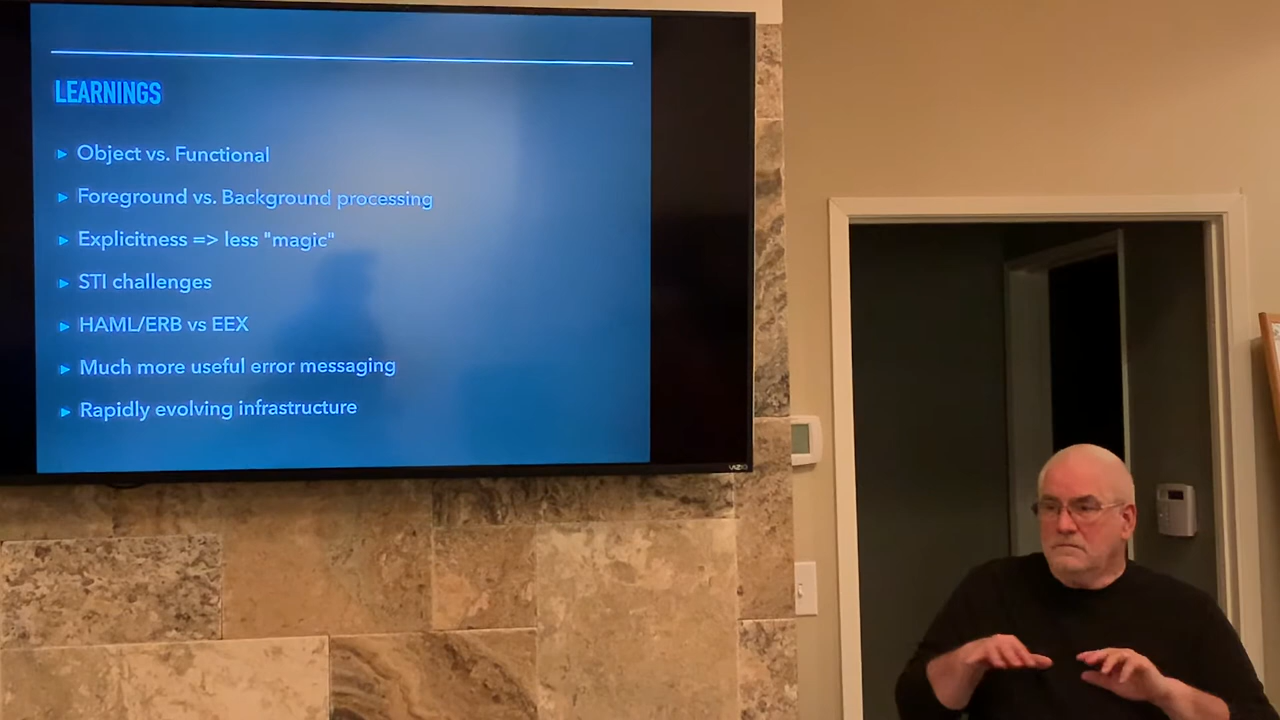 LEARNINGS
Object vs. Functional
Foreground vs. Background processing
Explicitness => less "magic"
STI challenges
HAML/ERB vs EEX
Much more useful error messaging
Rapidly evolving infrastructure
VIZIO